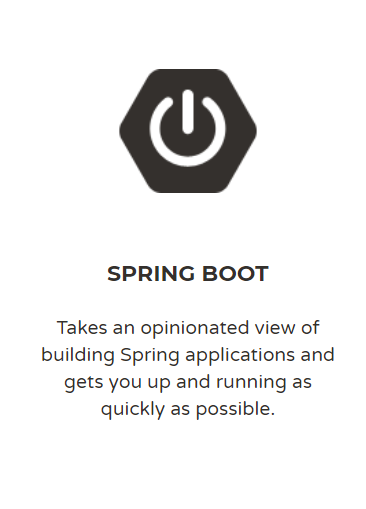 SPRING BOOT
Takes an opinionated view of
building Spring applications and
gets you up and running as
quickly as possible.